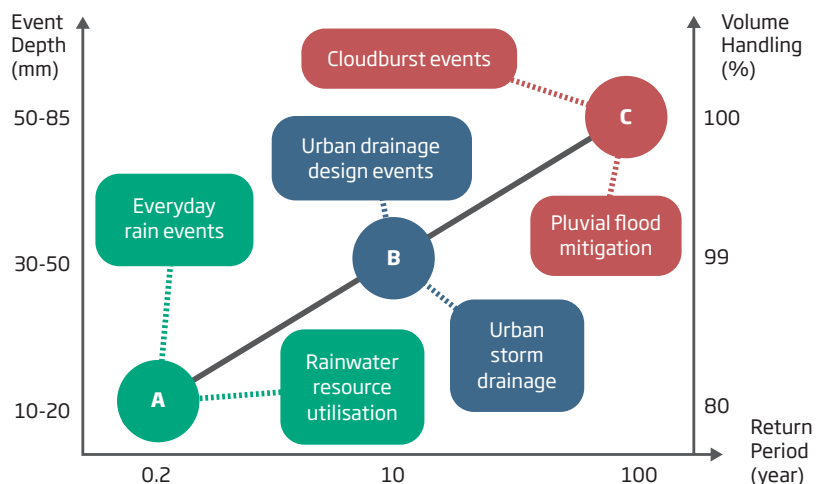 Event
Depth
(mm)
Volume
Handling
(%)
Cloudburst events
50-85
C
100
Urban drainage
design events
Everyday
rain events
Pluvial flood
mitigation
30-50
B
99
Urban
storm
drainage
Rainwater
resource
utilisation
10-20
A
80
Return
Period
(year)
0.2
10
100